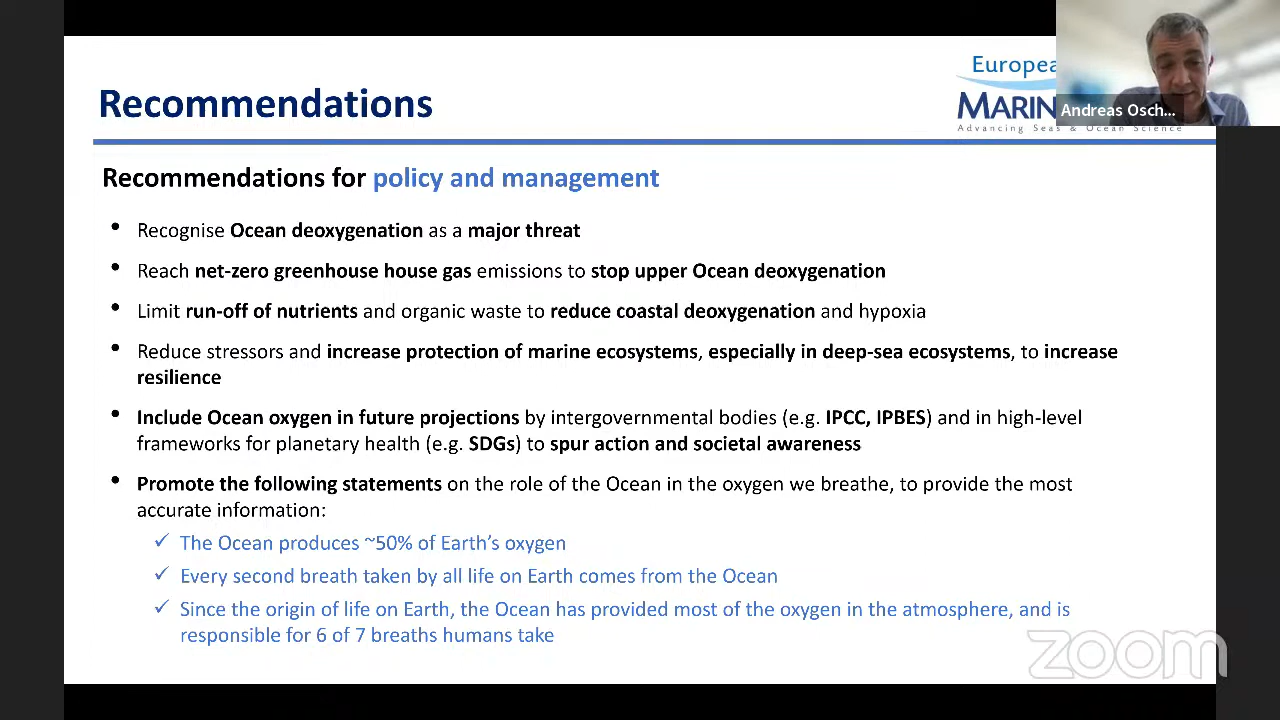 Recommendations
Europea
MARIN
Advancing Seas & Ocean Science
Andreas Osch...
Recommendations for policy and management
• Recognise Ocean deoxygenation as a major threat
• Reach net-zero greenhouse house gas emissions to stop upper Ocean deoxygenation
• Limit run-off of nutrients and organic waste to reduce coastal deoxygenation and hypoxia
• Reduce stressors and increase protection of marine ecosystems, especially in deep-sea ecosystems, to increase
resilience
• Include Ocean oxygen in future projections by intergovernmental bodies (e.g. IPCC, IPBES) and in high-level
frameworks for planetary health (e.g. SDGs) to spur action and societal awareness
• Promote the following statements on the role of the Ocean in the oxygen we breathe, to provide the most
accurate information:
✓ The Ocean produces ~50% of Earth's oxygen
✓ Every second breath taken by all life on Earth comes from the Ocean
✓ Since the origin of life on Earth, the Ocean has provided most of the oxygen in the atmosphere, and is
responsible for 6 of 7 breaths humans take
zoom